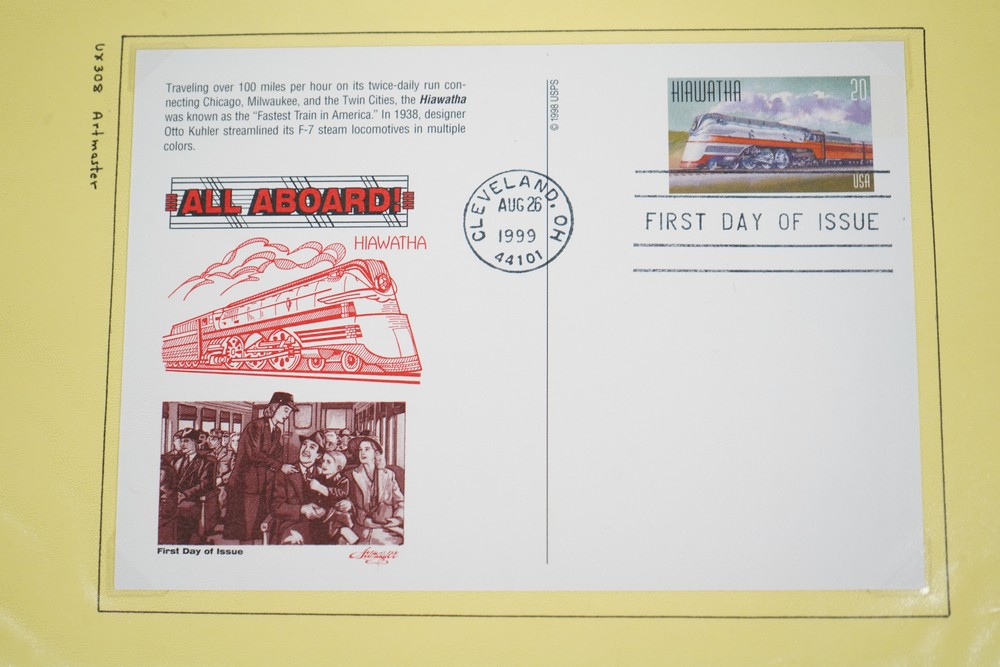 UX308 Artmaster
Traveling over 100 miles per hour on its twice-daily run con-
necting Chicago, Milwaukee, and the Twin Cities, the Hiawatha
was known as the “Fastest Train in America.” In 1938, designer
Otto Kuhler streamlined its F-7 steam locomotives in multiple
colors.
ALL ABOARD!
HIAWATHA
First Day of Issue
© 1998 USPS
CLEVELAND, OH
AUG 26
1999
44101
HIAWATHA
20
USA
FIRST DAY OF ISSUE